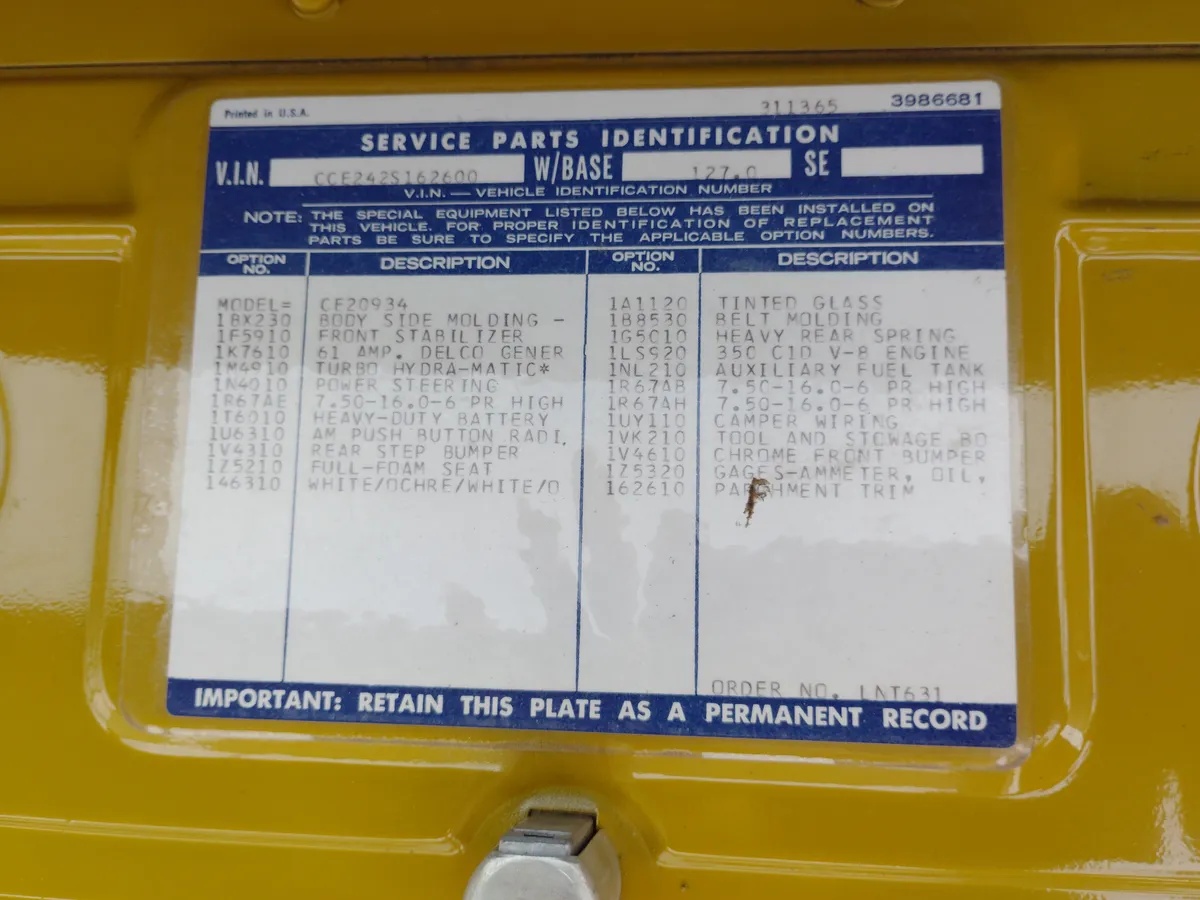 Printed in U.S.A. 311365 3986681
SERVICE PARTS IDENTIFICATION
V.I.N. CCE242S162600 W/BASE 127.0 SE
V.I.N. — VEHICLE IDENTIFICATION NUMBER
NOTE: THE SPECIAL EQUIPMENT LISTED BELOW HAS BEEN INSTALLED ON
THIS VEHICLE. FOR PROPER IDENTIFICATION OF REPLACEMENT
PARTS BE SURE TO SPECIFY THE APPLICABLE OPTION NUMBERS.
OPTION NO. DESCRIPTION OPTION NO. DESCRIPTION
MODEL= CE20934 1A1120 TINTED GLASS
1BX230 BODY SIDE MOLDING - 1B8530 BELT MOLDING
1F5910 FRONT STABILIZER 1G5010 HEAVY REAR SPRING
1K7610 61 AMP. DELCO GENER 1LS920 350 CID V-8 ENGINE
1M4910 TURBO HYDRA-MATIC* 1NL210 AUXILIARY FUEL TANK
1N4010 POWER STEERING 1R67AB 7.50-16.0-6 PR HIGH
1R67AE 7.50-16.0-6 PR HIGH 1R67AH 7.50-16.0-6 PR HIGH
1T6010 HEAVY-DUTY BATTERY 1UY110 CAMPER WIRING
1U6310 AM PUSH BUTTON RADI, 1VK210 TOOL AND STOWAGE BO
1V4310 REAR STEP BUMPER 1V4610 CHROME FRONT BUMPER
1Z5210 FULL-FOAM SEAT 1Z5320 GAGES-AMMETER, OIL,
146310 WHITE/OCHRE/WHITE/O 162610 PARCHMENT TRIM
ORDER NO. LNT631
IMPORTANT: RETAIN THIS PLATE AS A PERMANENT RECORD